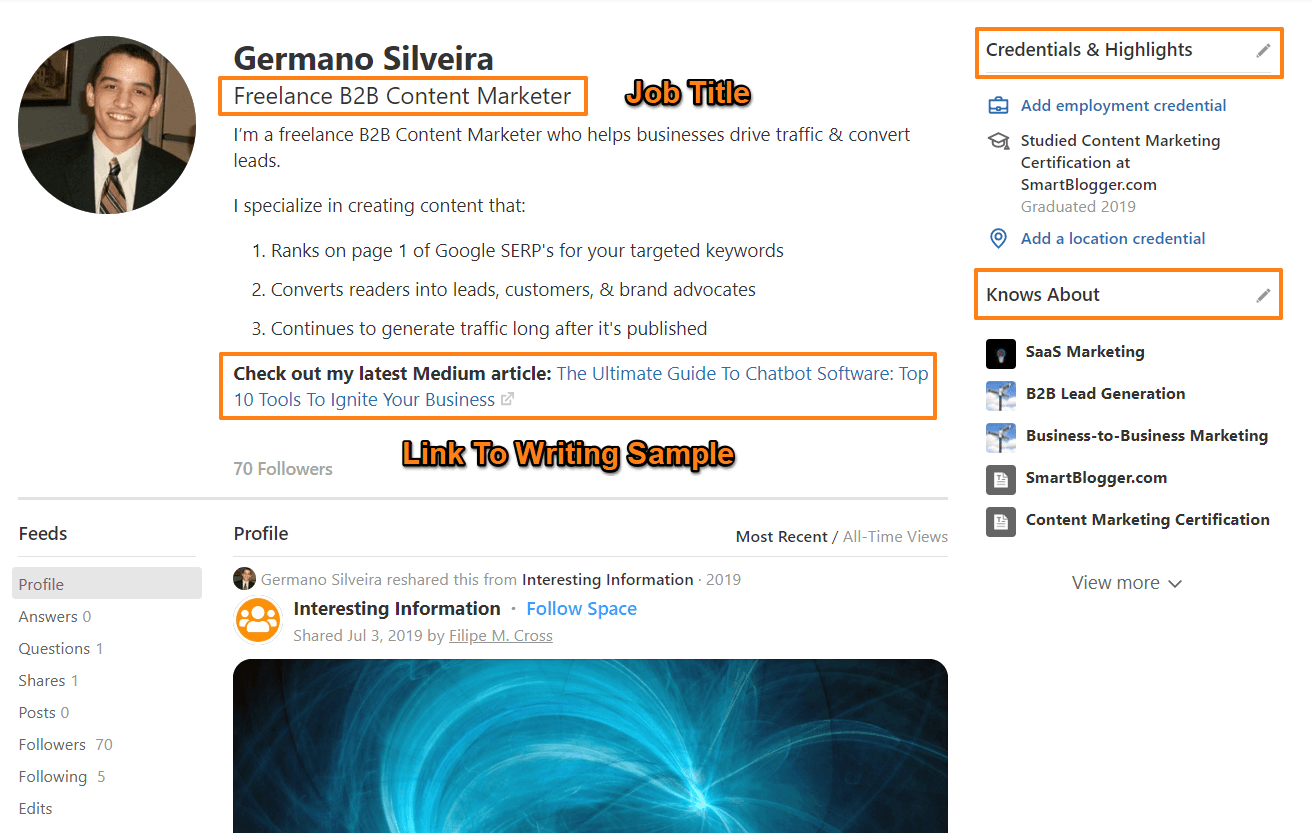 Germano Silveira
Freelance B2B Content Marketer
Job Title
I’m a freelance B2B Content Marketer who helps businesses drive traffic & convert
leads.
I specialize in creating content that:
1. Ranks on page 1 of Google SERP's for your targeted keywords
2. Converts readers into leads, customers, & brand advocates
3. Continues to generate traffic long after it's published
Check out my latest Medium article: The Ultimate Guide To Chatbot Software: Top
10 Tools To Ignite Your Business
Link To Writing Sample
70 Followers
Credentials & Highlights
Add employment credential
Studied Content Marketing
Certification at
SmartBlogger.com
Graduated 2019
Add a location credential
Knows About
SaaS Marketing
B2B Lead Generation
Business-to-Business Marketing
SmartBlogger.com
Content Marketing Certification
View more
Feeds
Profile
Answers 0
Questions 1
Shares 1
Posts 0
Followers 70
Following 5
Edits
Profile
Most Recent / All-Time Views
Germano Silveira reshared this from Interesting Information · 2019
Interesting Information · Follow Space
Shared Jul 3, 2019 by Filipe M. Cross